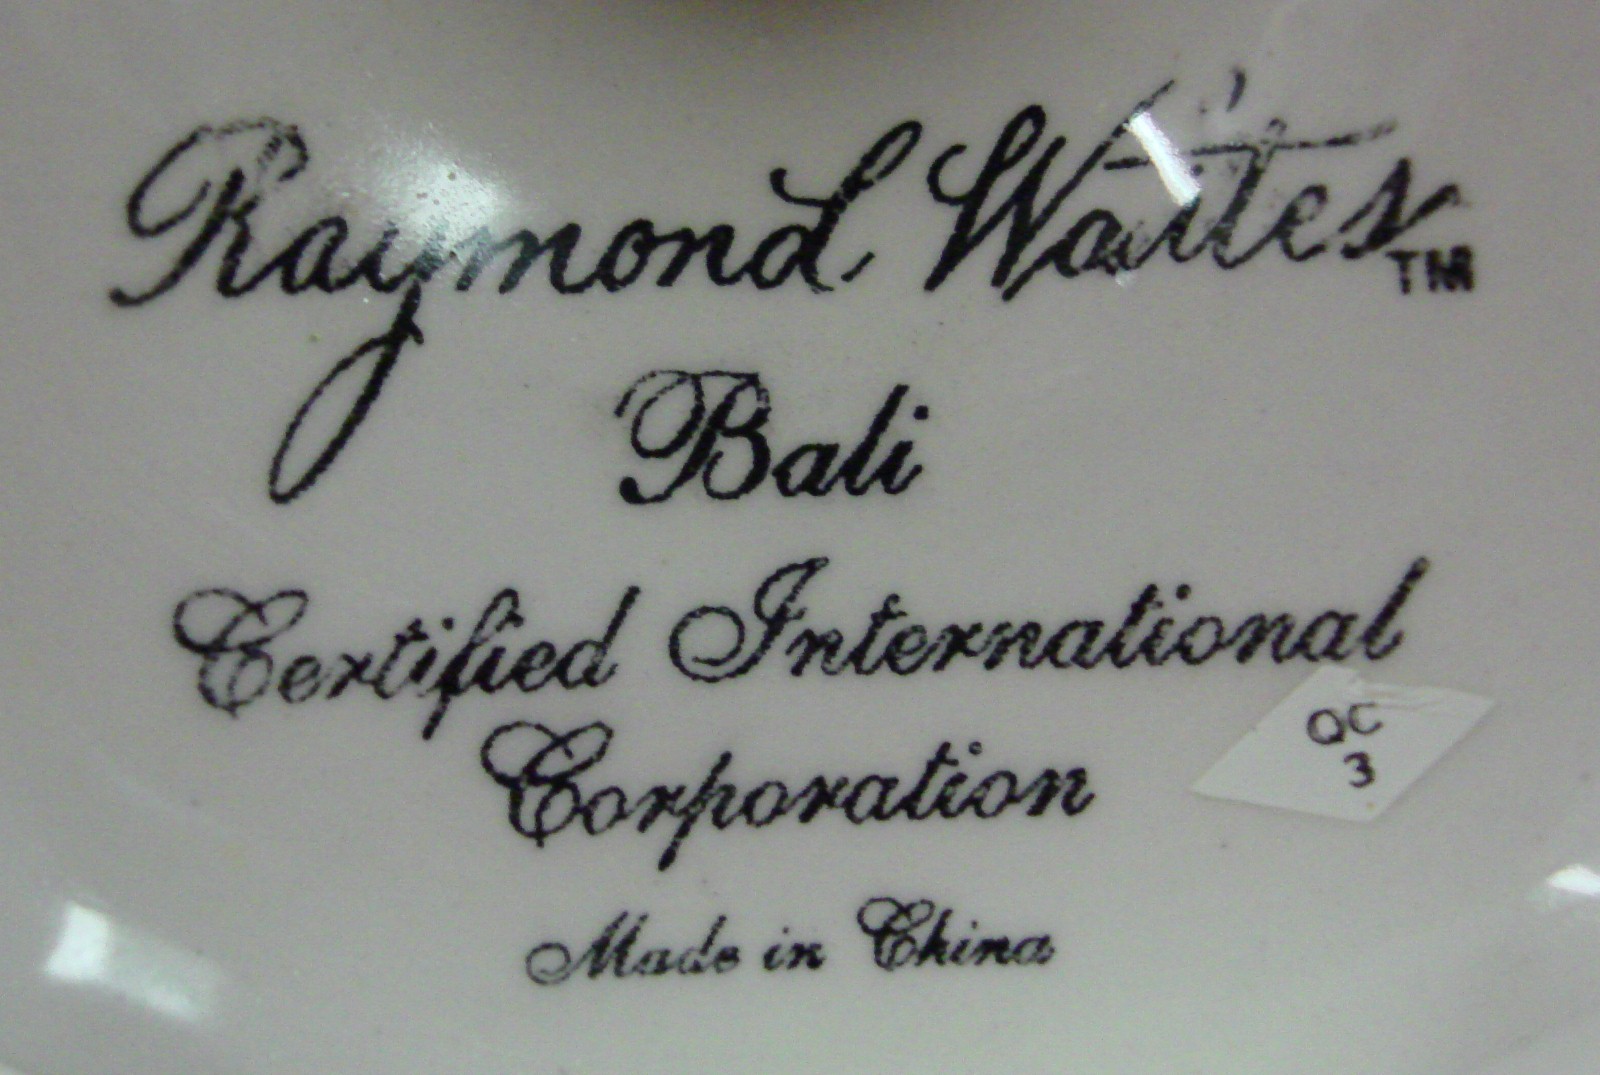 Raymond Waites™
Bali
Certified International
Corporation
Made in China
QC
3